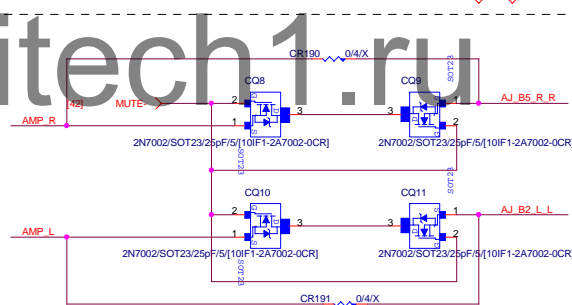 itech1.ru
CR190 0/4/X
SOT23
CQ8
CQ9
[42]
MUTE-
2
G
3
3
1
AJ_B5_R_R
AMP_R
1
S
D
D
S
G
2
2N7002/SOT23/25pF/5/[10IF1-2A7002-0CR]
2N7002/SOT23/25pF/5/[10IF1-2A7002-0CR]
SOT23
SOT23
CQ10
CQ11
2
G
3
3
1
AJ_B2_L_L
AMP_L
1
S
D
D
S
G
2
2N7002/SOT23/25pF/5/[10IF1-2A7002-0CR]
2N7002/SOT23/25pF/5/[10IF1-2A7002-0CR]
SOT23
CR191 0/4/X